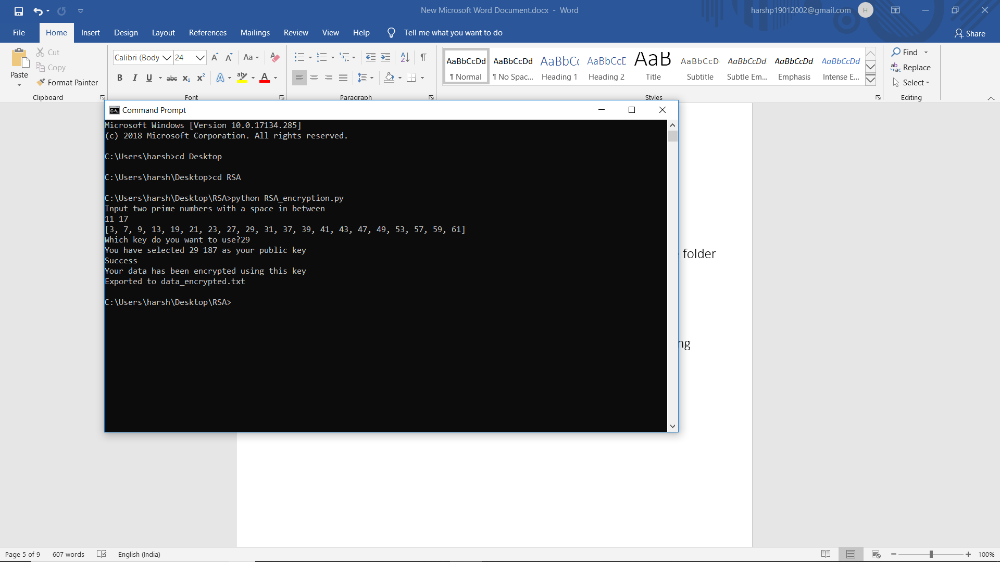 New Microsoft Word Document.docx - Word
harshp19012002@gmail.com H
File Home Insert Design Layout References Mailings Review View Help Tell me what you want to do Share
Paste
Cut
Copy
Format Painter
Clipboard
Calibri (Body 24 Aa
B I U abc x₂ x² A ab A
Font
Paragraph
AaBbCcDd AaBbCcDd AaBbCc AaBbCcC AaB AaBbCcD AaBbCcDd AaBbCcDd AaBbCcDd
¶ Normal ¶ No Spac... Heading 1 Heading 2 Title Subtitle Subtle Em... Emphasis Intense E...
Styles
Find
Replace
Select
Editing
Command Prompt
Microsoft Windows [Version 10.0.17134.285]
(c) 2018 Microsoft Corporation. All rights reserved.
C:\Users\harsh>cd Desktop
C:\Users\harsh\Desktop>cd RSA
C:\Users\harsh\Desktop\RSA>python RSA_encryption.py
Input two prime numbers with a space in between
11 17
[3, 7, 9, 13, 19, 21, 23, 27, 29, 31, 37, 39, 41, 43, 47, 49, 53, 57, 59, 61]
Which key do you want to use?29
You have selected 29 187 as your public key
Success
Your data has been encrypted using this key
Exported to data_encrypted.txt
C:\Users\harsh\Desktop\RSA>
folder
ng
Page 5 of 9 607 words English (India) 100%